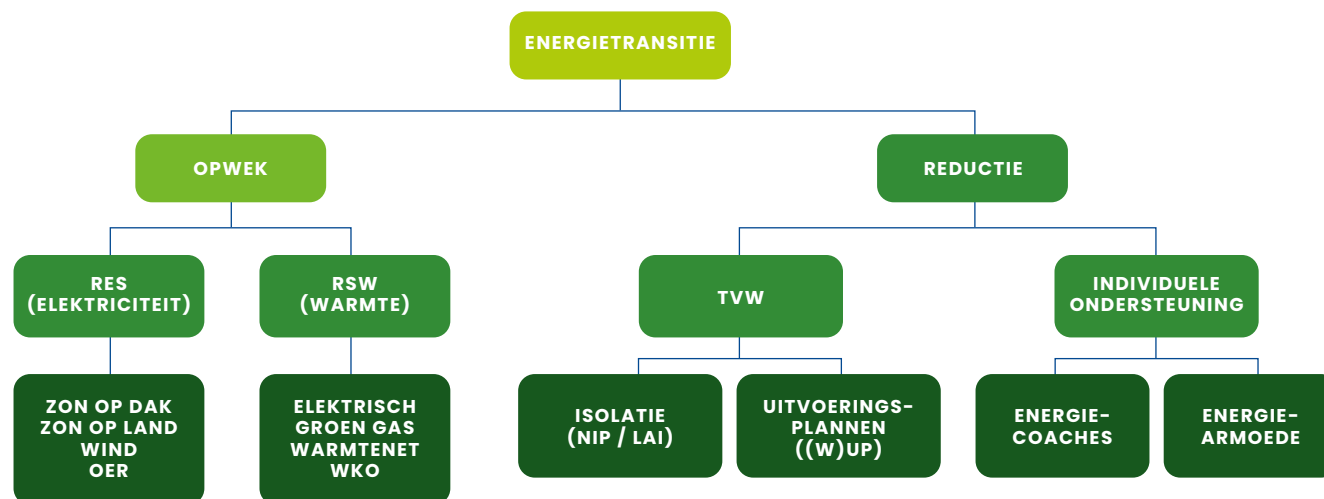 ENERGIETRANSITIE
OPWEK
REDUCTIE
RES
(ELEKTRICITEIT)
RSW
(WARMTE)
TVW
INDIVIDUELE
ONDERSTEUNING
ZON OP DAK
ZON OP LAND
WIND
OER
ELEKTRISCH
GROEN GAS
WARMTENET
WKO
ISOLATIE
(NIP / LAI)
UITVOERINGS-
PLANNEN
((W)UP)
ENERGIE-
COACHES
ENERGIE-
ARMOEDE